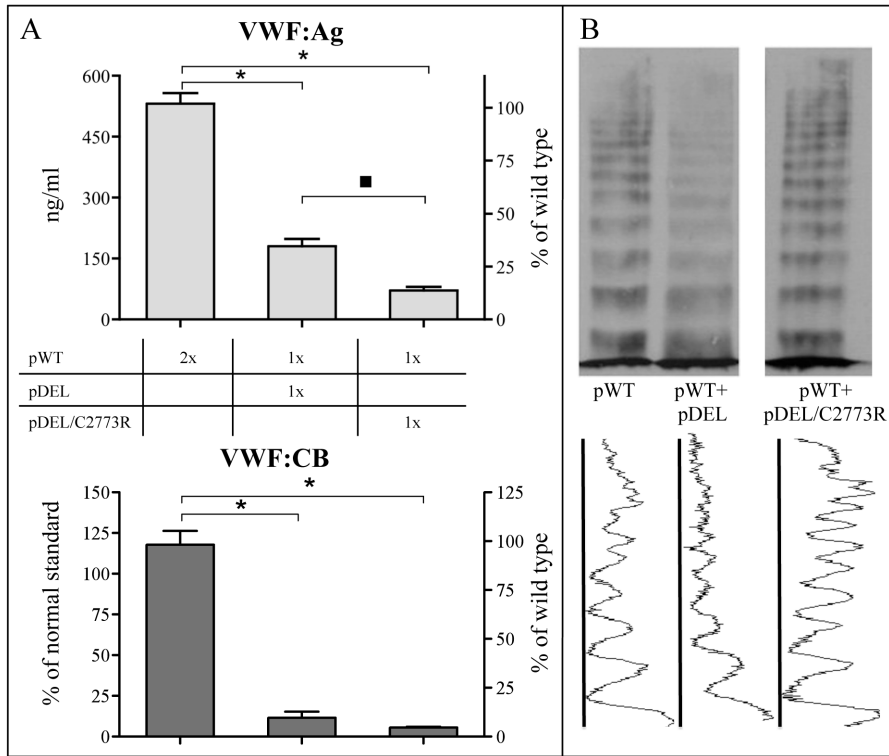 A
VWF:Ag
*
*
■
600
450
300
150
0
ng/ml
100
75
50
25
0
% of wild type
pWT 2x 1x 1x
pDEL 1x
pDEL/C2773R 1x
VWF:CB
*
*
150
125
100
75
50
25
0
% of normal standard
125
100
75
50
25
0
% of wild type
B
pWT
pWT+
pDEL
pWT+
pDEL/C2773R